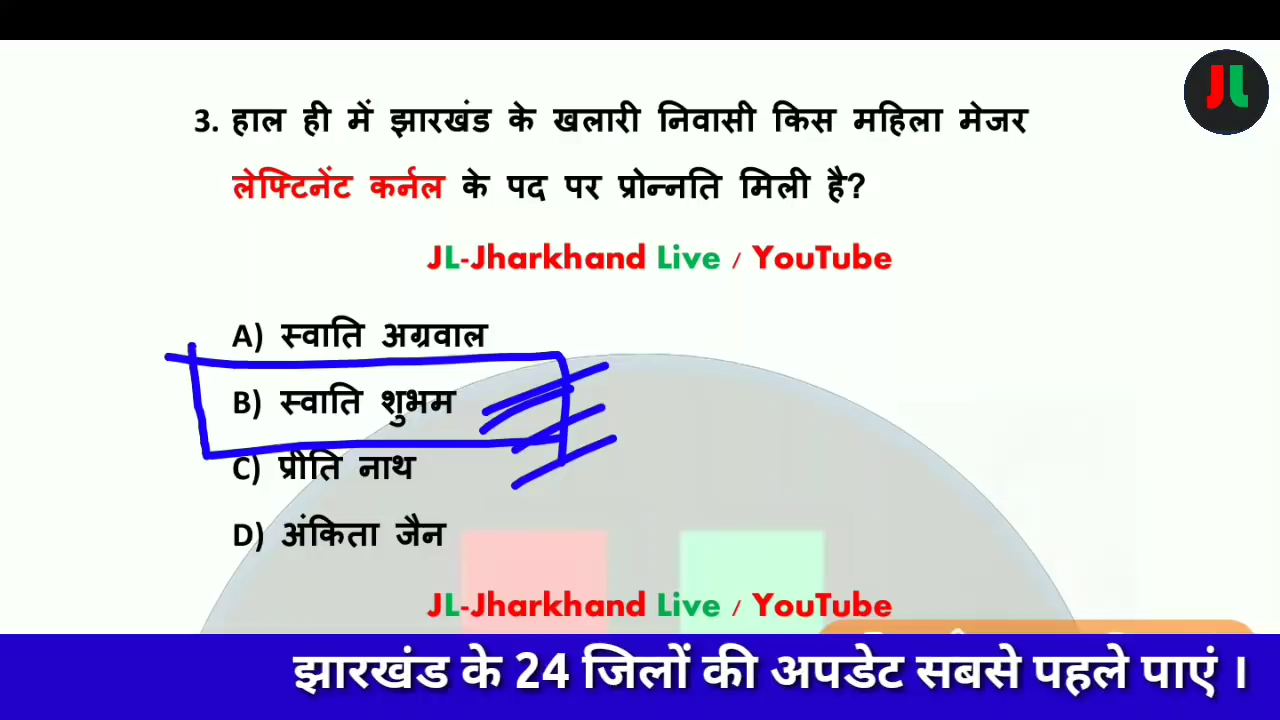 JL
3. हाल ही में झारखंड के खलारी निवासी किस महिला मेजर
लेफ्टिनेंट कर्नल के पद पर प्रोन्नति मिली है?
JL-Jharkhand Live / YouTube
A) स्वाति अग्रवाल
B) स्वाति शुभम
C) प्रीति नाथ
D) अंकिता जैन
JL-Jharkhand Live / YouTube
झारखंड के 24 जिलों की अपडेट सबसे पहले पाएं ।